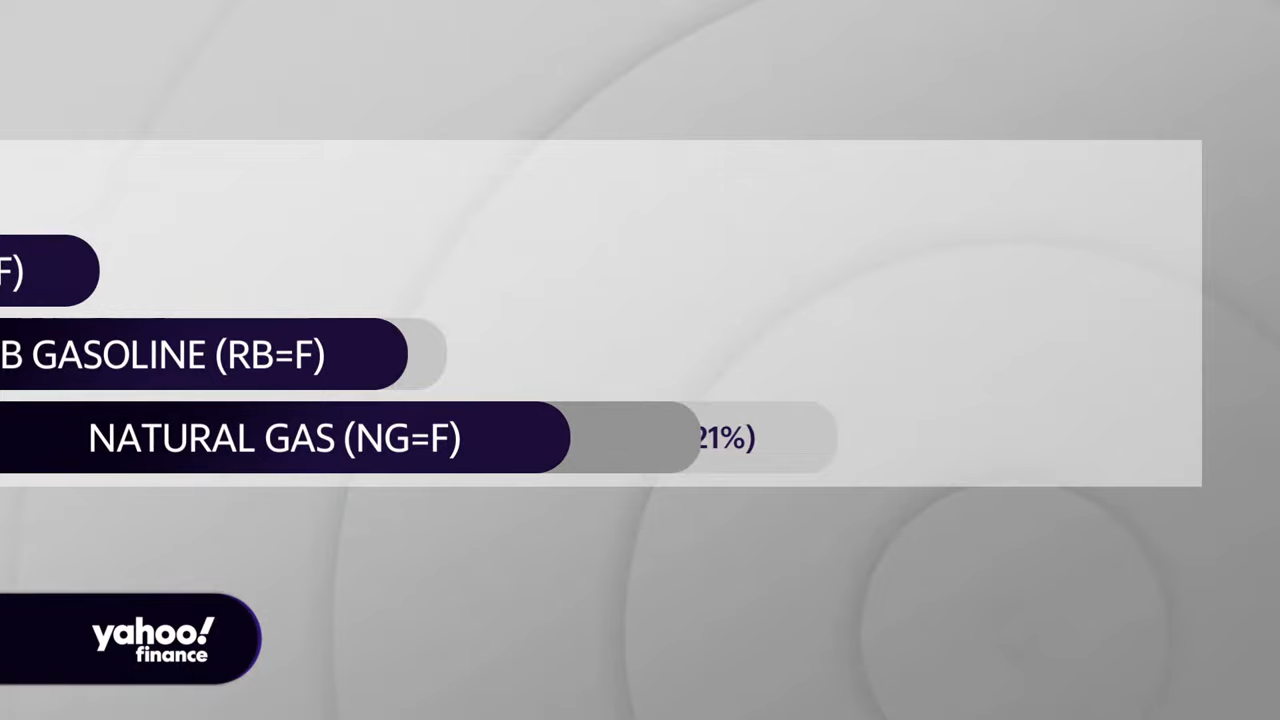 F)
B GASOLINE (RB=F)
NATURAL GAS (NG=F) 21%)
yahoo!
finance